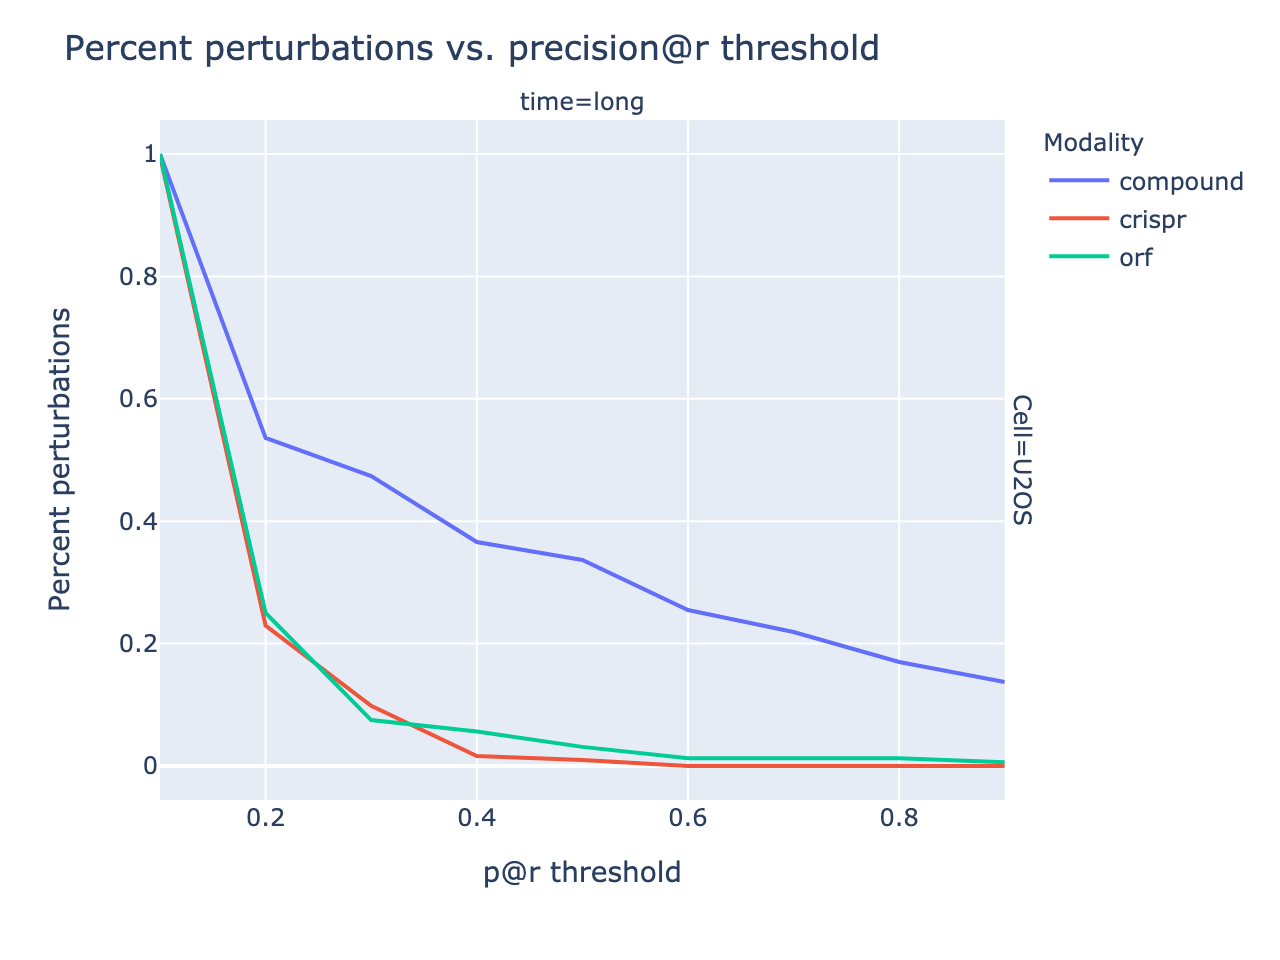 Percent perturbations vs. precision@r threshold
time=long
Modality
compound
crispr
orf
1
0.8
0.6
0.4
0.2
0
Percent perturbations
Cell=U2OS
0.2
0.4
0.6
0.8
p@r threshold